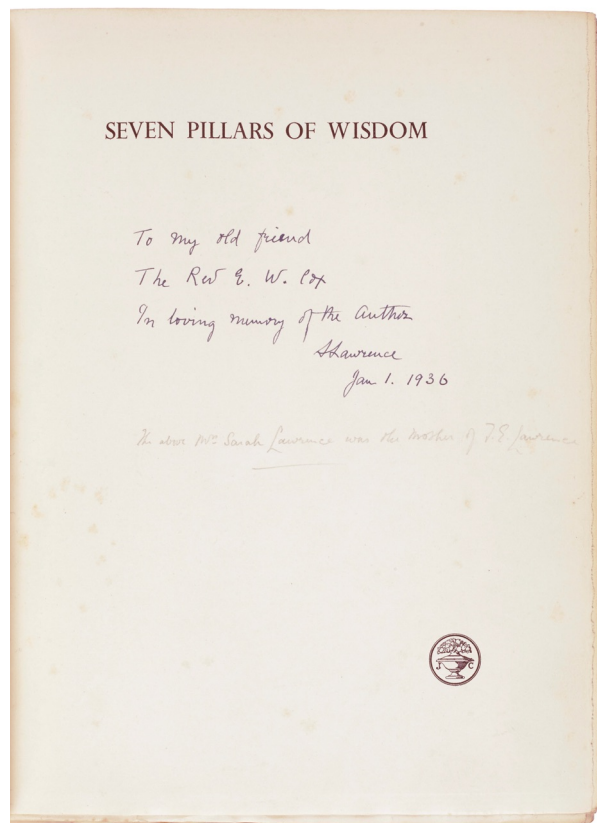 SEVEN PILLARS OF WISDOM
To my old friend
The Rev E. W. Cox
In loving memory of the Author
S Lawrence
Jan 1. 1936
The above Mrs Sarah Lawrence was the Mother of T. E. Lawrence
J C